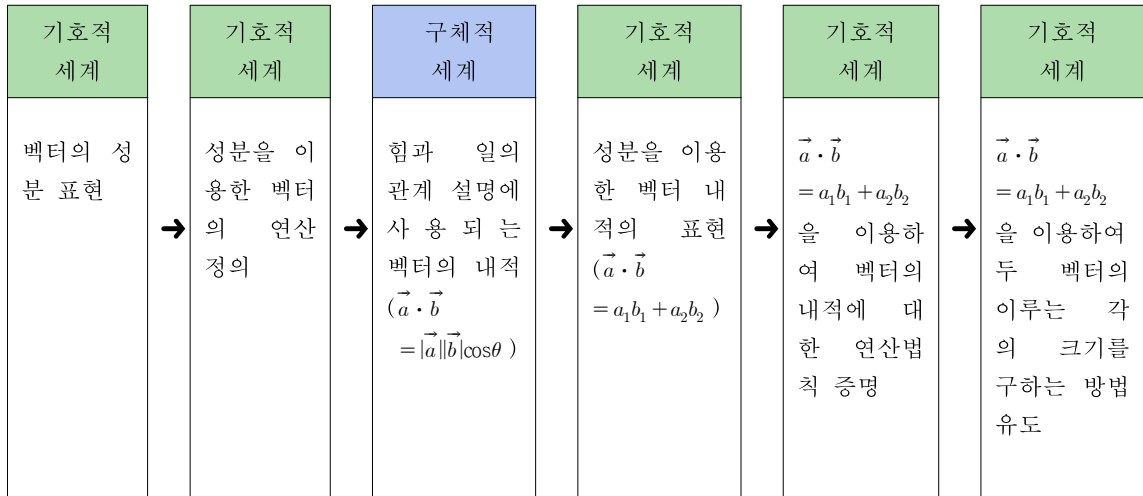 기호적
세계
벡터의 성
분 표현
➜
기호적
세계
성분을 이
용한 벡터
의 연산
정의
➜
구체적
세계
힘과 일의
관계 설명에
사 용 되 는
벡터의 내적
(a⃗ · b⃗
=|a⃗||b⃗|cosθ )
➜
기호적
세계
성분을 이용
한 벡터 내
적의 표현
(a⃗ · b⃗
= a₁b₁ + a₂b₂ )
➜
기호적
세계
a⃗ · b⃗
= a₁b₁ + a₂b₂
을 이용하
여 벡터의
내적에 대
한 연산법
칙 증명
➜
기호적
세계
a⃗ · b⃗
= a₁b₁ + a₂b₂
을 이용하여
두 벡터의
이루는 각
의 크기를
구하는 방법
유도